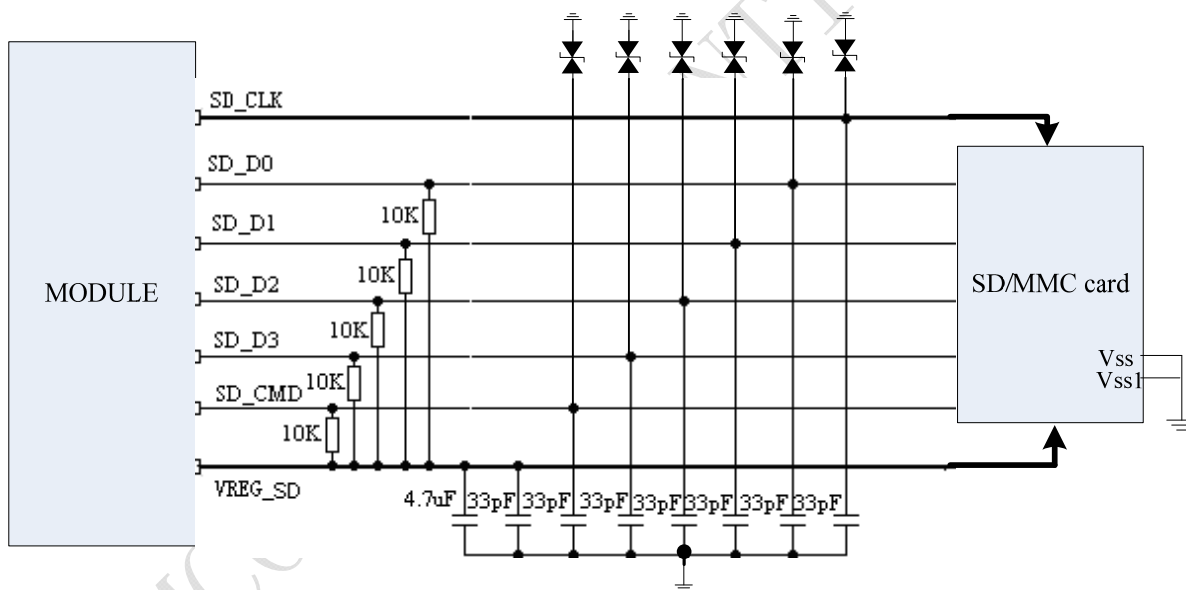 SD_CLK
SD_D0
10K
SD_D1
10K
MODULE
SD_D2
SD/MMC card
10K
SD_D3
Vss
Vss1
10K
SD_CMD
10K
VREG_SD
4.7uF 33pF 33pF 33pF 33pF 33pF 33pF 33pF